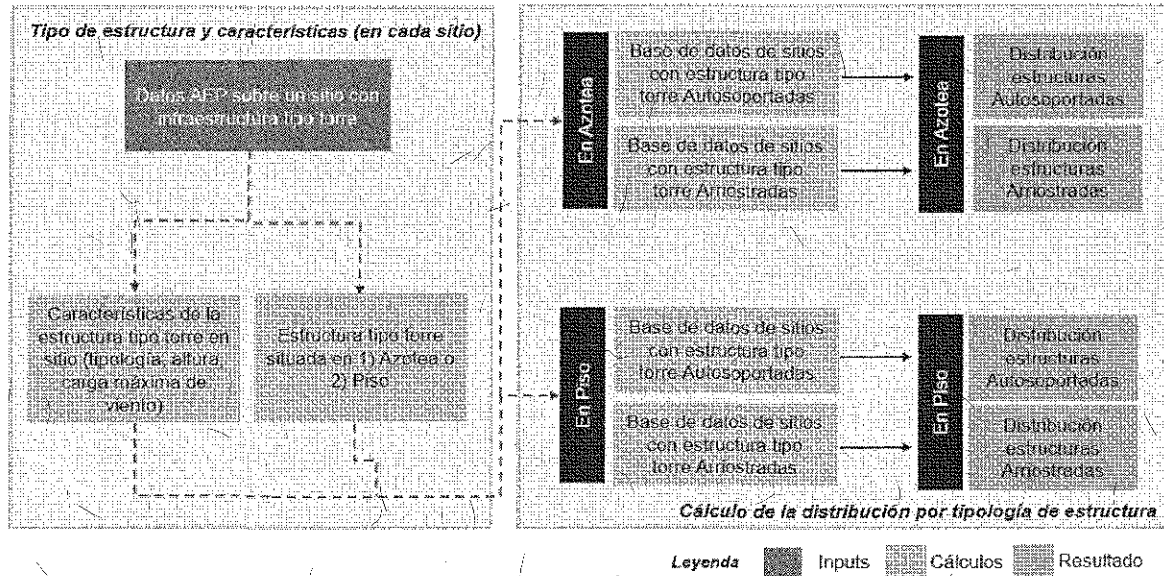 Tipo de estructura y características (en cada sitio)
Datos AEP sobre un sitio con
infraestructura tipo torre
Características de la
estructura tipo torre en
sitio (tipología, altura,
carga máxima de
viento)
Estructura tipo torre
situada en 1) Azotea o
2) Piso
En Azotea
Base de datos de sitios
con estructura tipo
torre Autosoportadas
Base de datos de sitios
con estructura tipo
torre Arriostradas
En Azotea
Distribución
estructuras
Autosoportadas
Distribución
estructuras
Arriostradas
En Piso
Base de datos de sitios
con estructura tipo
torre Autosoportadas
Base de datos de sitios
con estructura tipo
torre Arriostradas
En Piso
Distribución
estructuras
Autosoportadas
Distribución
estructuras
Arriostradas
Cálculo de la distribución por tipología de estructura
Leyenda
Inputs
Cálculos
Resultado